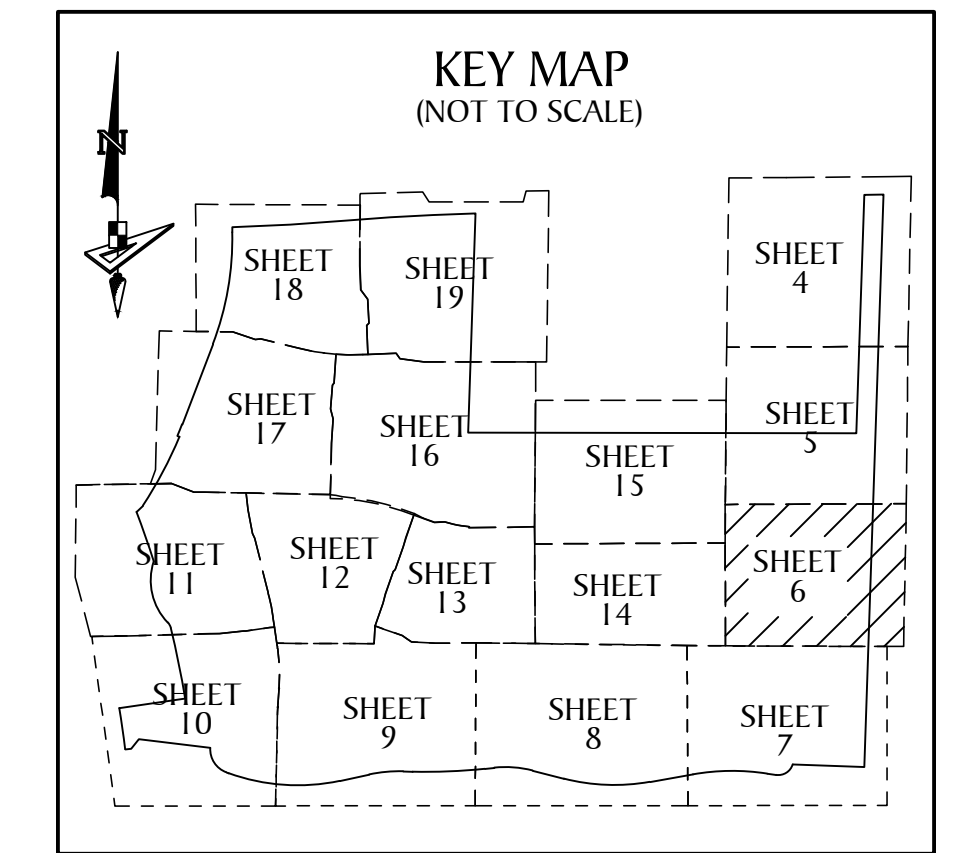 KEY MAP
(NOT TO SCALE)
N
SHEET
18
SHEET
19
SHEET
4
SHEET
17
SHEET
16
SHEET
15
SHEET
5
SHEET
11
SHEET
12
SHEET
13
SHEET
14
SHEET
6
SHEET
10
SHEET
9
SHEET
8
SHEET
7